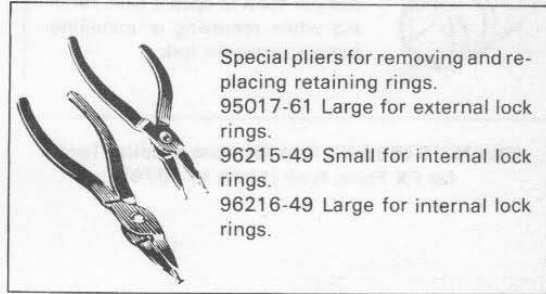 Special pliers for removing and re-
placing retaining rings.
95017-61 Large for external lock
rings.
96215-49 Small for internal lock
rings.
96216-49 Large for internal lock
rings.